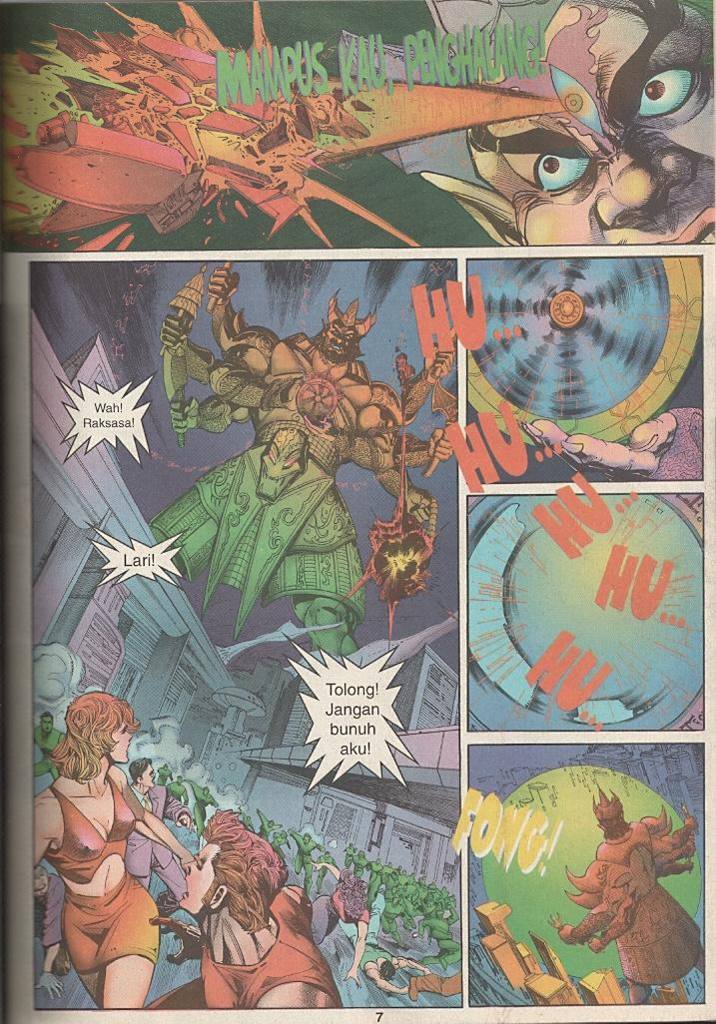 MAMPUS KAU, PENGHALANG!
Wah!
Raksasa!
Lari!
Tolong!
Jangan
bunuh
aku!
HU...
HU...
HU...
HU...
HU...
FONG!
7